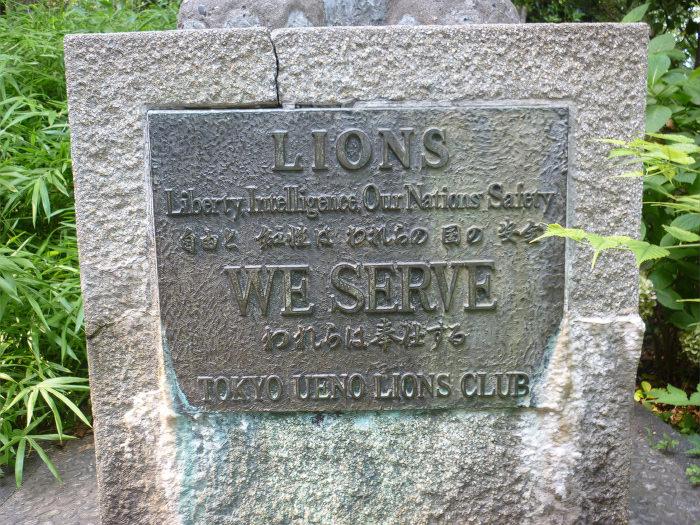 LIONS
Liberty, Intelligence, Our Nations' Safety
自由と 知性は われらの 国の 安全
WE SERVE
われらは奉仕する
TOKYO UENO LIONS CLUB